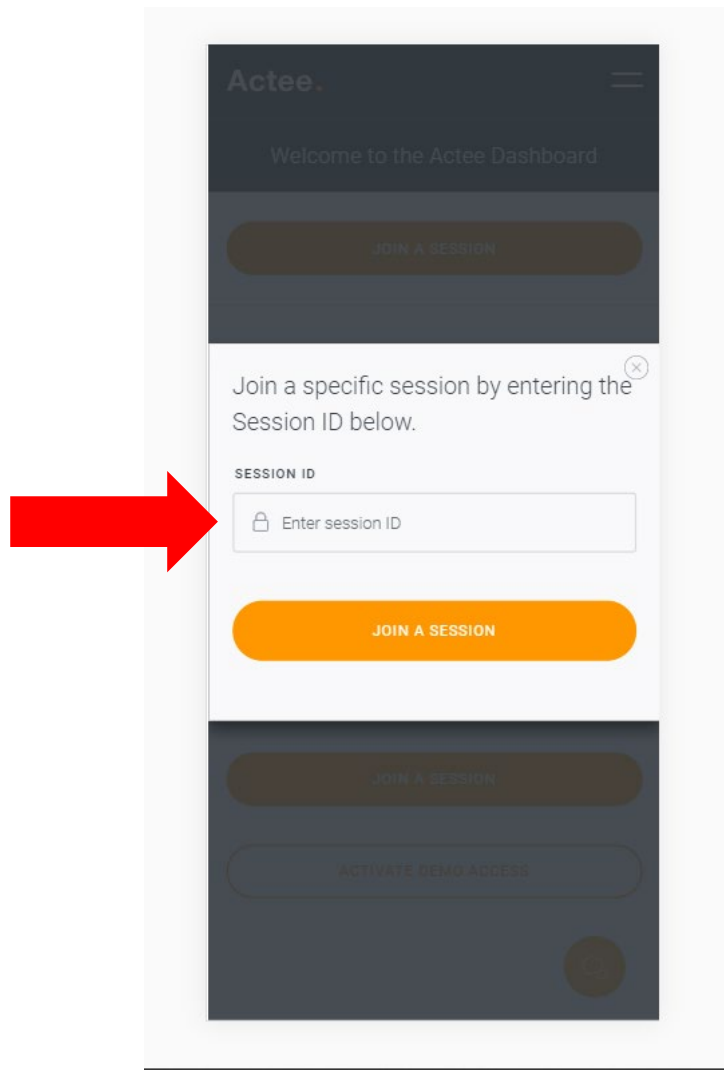 Actee.
Welcome to the Actee Dashboard
JOIN A SESSION
Join a specific session by entering the
Session ID below.
SESSION ID
Enter session ID
JOIN A SESSION
JOIN A SESSION
ACTIVATE DEMO ACCESS